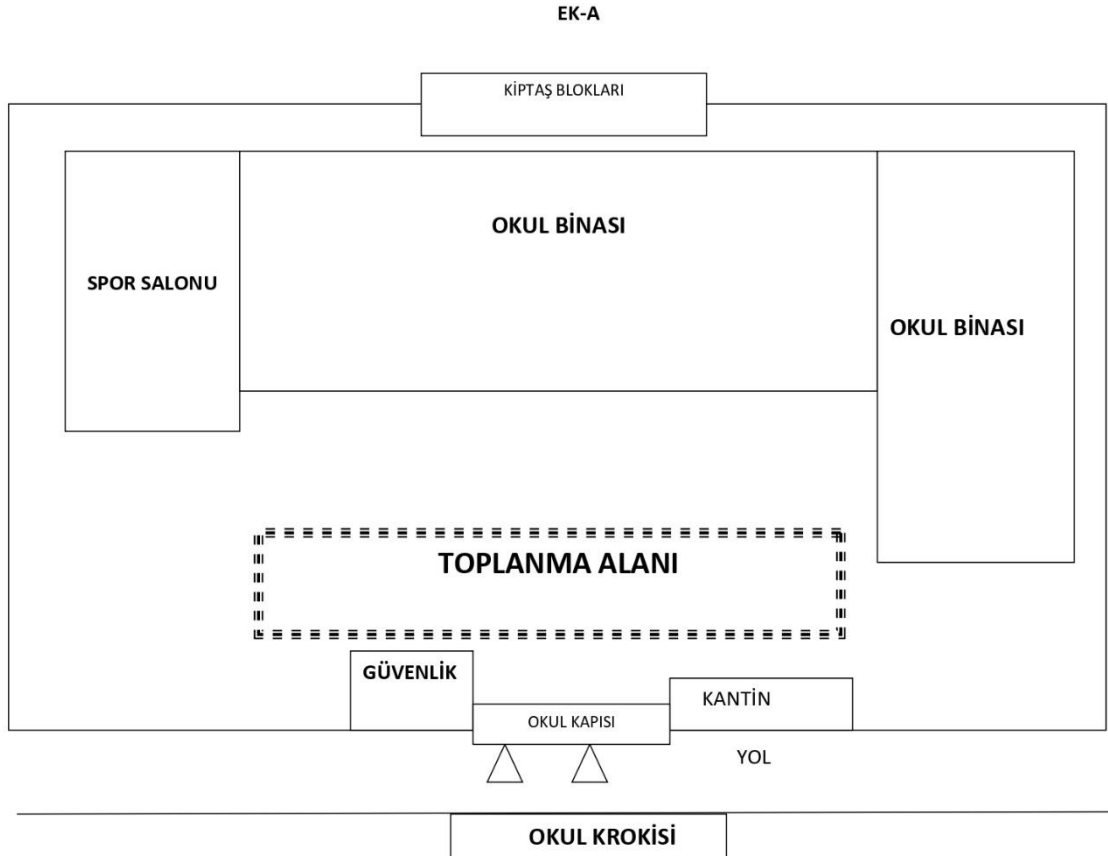 EK-A
KİPTAŞ BLOKLARI
OKUL BİNASI
SPOR SALONU
OKUL BİNASI
TOPLANMA ALANI
GÜVENLİK
KANTİN
OKUL KAPISI
YOL
OKUL KROKİSİ